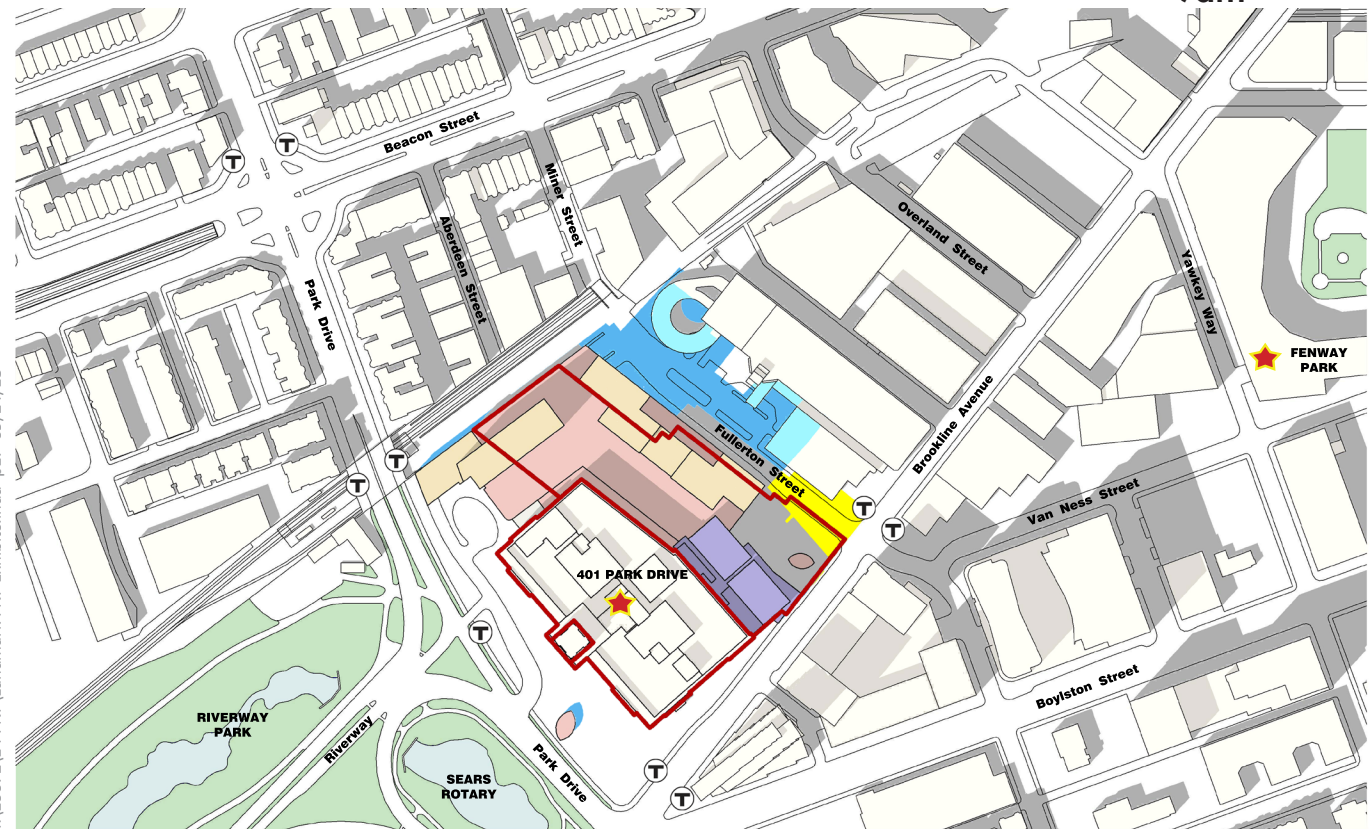 Beacon Street
T
T
Miner Street
Aberdeen Street
Overland Street
Yawkey Way
Park Drive
FENWAY
PARK
Brookline Avenue
Fullerton Street
T
T
Van Ness Street
T
T
401 PARK DRIVE
T
Boylston Street
RIVERWAY
PARK
Riverway
SEARS
ROTARY
Park Drive
T
T